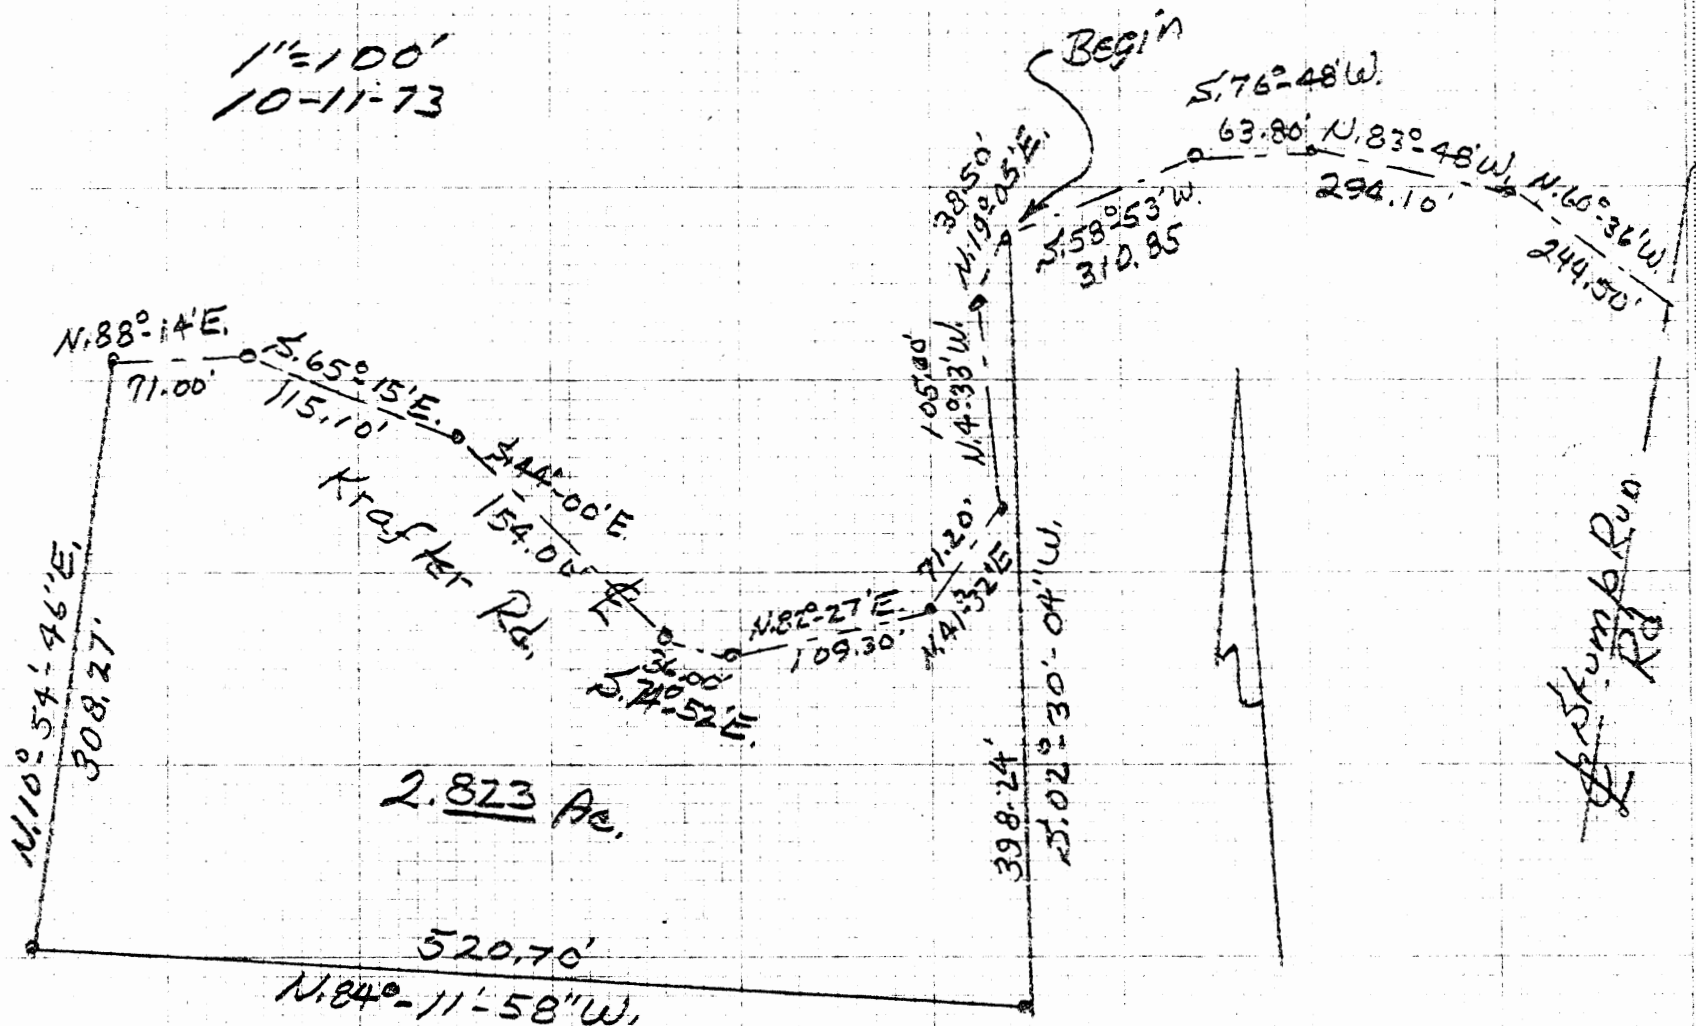 1"=100'
10-11-73
Begin
S.76°-48'W.
63.80'
N.83°-48'W.
294.10'
N.60°-36'W.
244.50'
S.58°53'W.
310.85
38.50'
N.19°-05'E.
105.00'
N.4°-33'W.
71.20'
N.41°-32'E.
N.82°-27'E.
109.30'
36.00'
S.74°-52'E.
S.44°-00'E.
154.00'
S.65°-15'E.
115.10'
N.88°-14'E.
71.00'
Krafter Rd.
℄
N.10°-54'-46"E.
308.27'
2.823 Ac.
398.24'
S.02°-30'-04"W.
520.70'
N.84°-11'-58"W.
℄ Skump Run
Rd